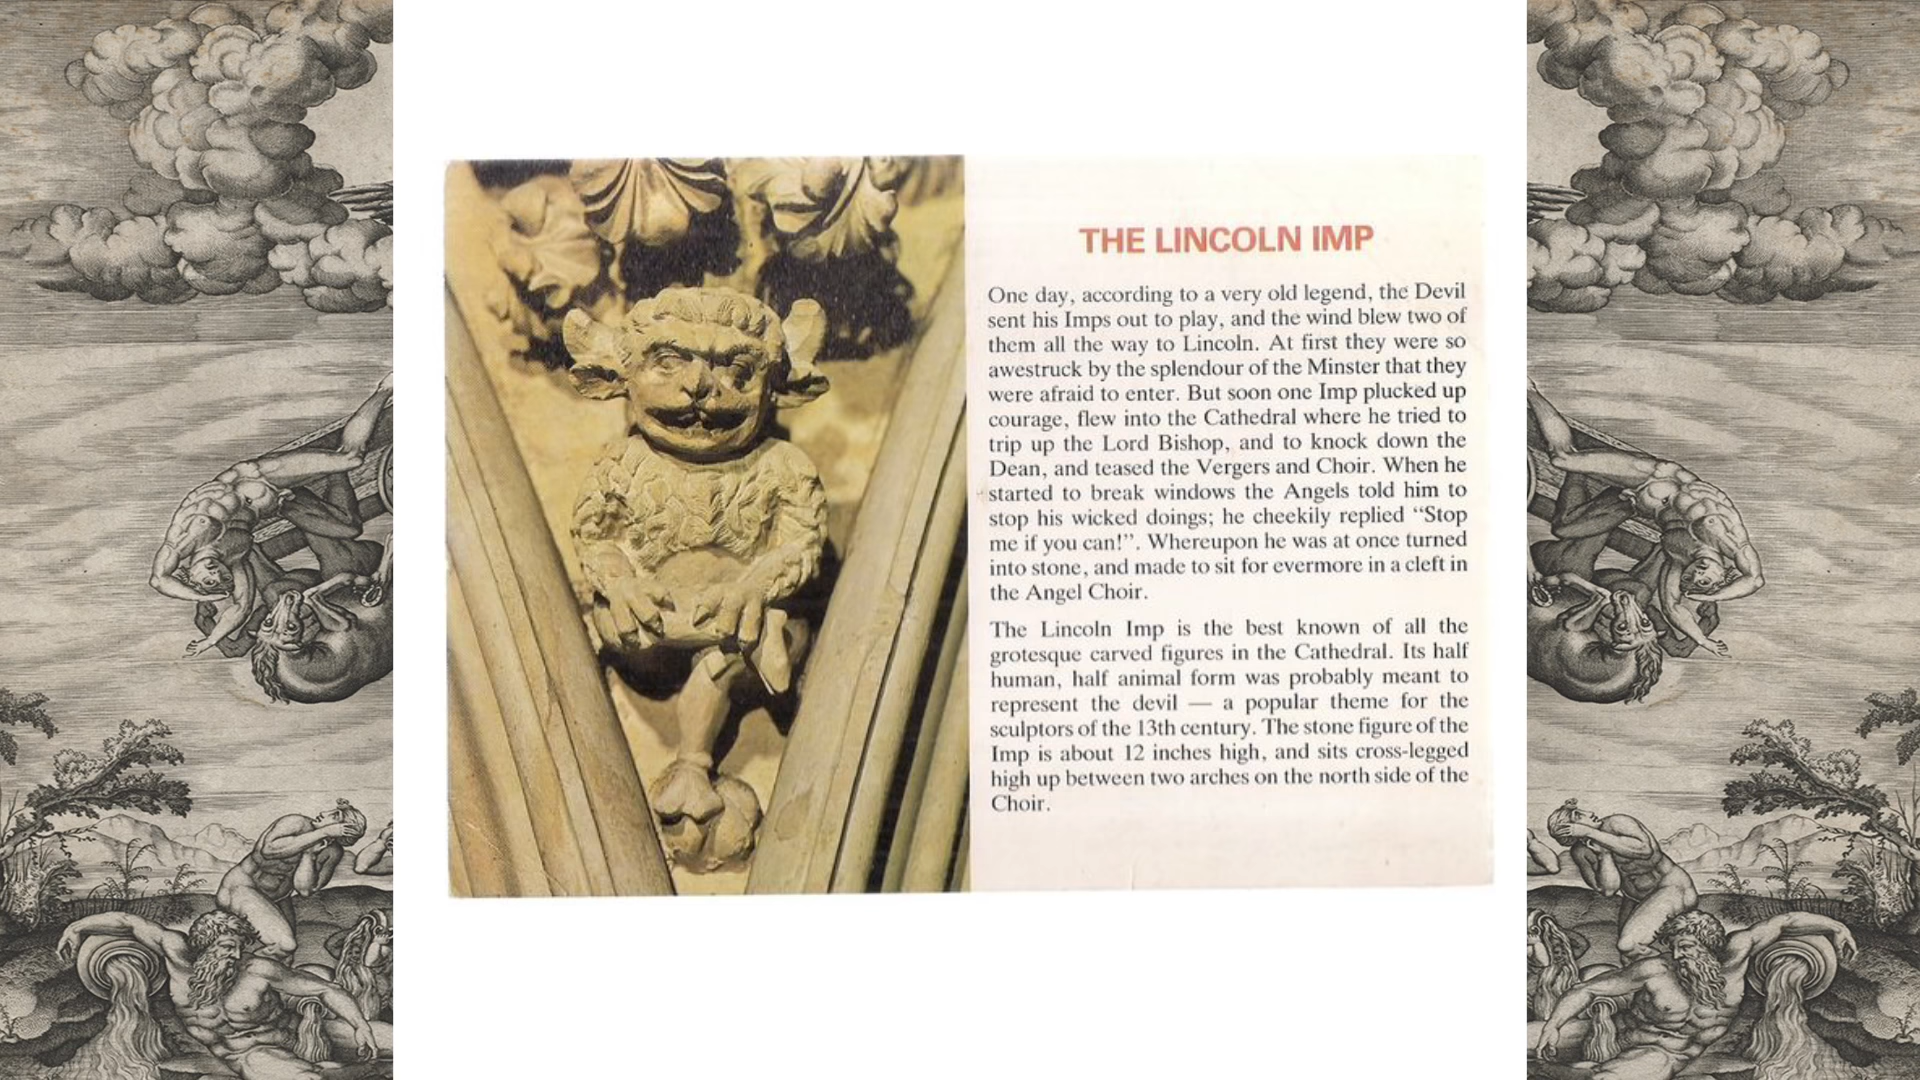 THE LINCOLN IMP
One day, according to a very old legend, the Devil
sent his Imps out to play, and the wind blew two of
them all the way to Lincoln. At first they were so
awestruck by the splendour of the Minster that they
were afraid to enter. But soon one Imp plucked up
courage, flew into the Cathedral where he tried to
trip up the Lord Bishop, and to knock down the
Dean, and teased the Vergers and Choir. When he
started to break windows the Angels told him to
stop his wicked doings; he cheekily replied “Stop
me if you can!”. Whereupon he was at once turned
into stone, and made to sit for evermore in a cleft in
the Angel Choir.
The Lincoln Imp is the best known of all the
grotesque carved figures in the Cathedral. Its half
human, half animal form was probably meant to
represent the devil — a popular theme for the
sculptors of the 13th century. The stone figure of the
Imp is about 12 inches high, and sits cross-legged
high up between two arches on the north side of the
Choir.